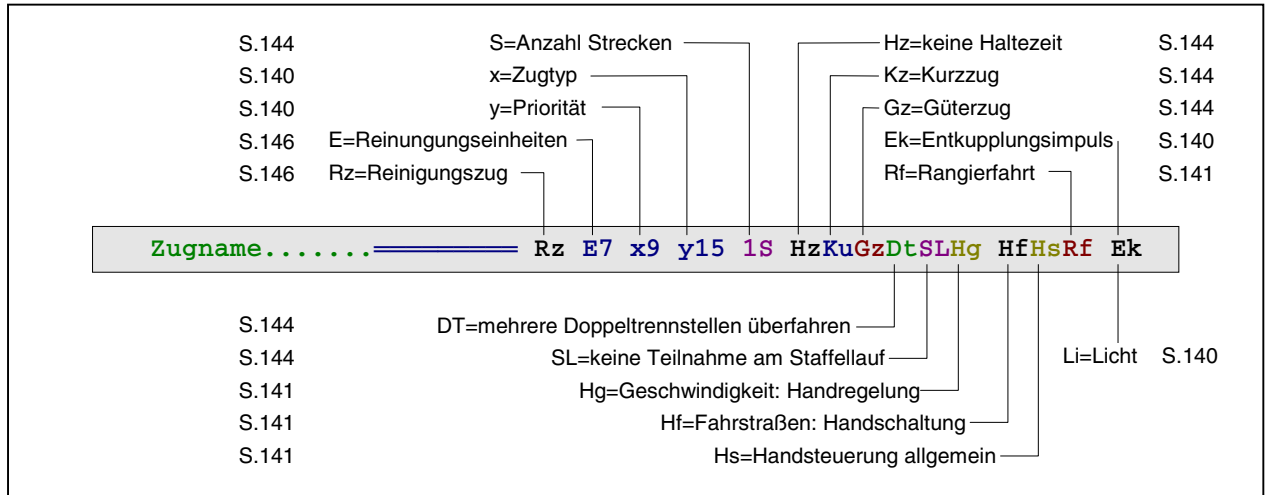 S.144 S=Anzahl Strecken Hz=keine Haltezeit S.144
S.140 x=Zugtyp Kz=Kurzzug S.144
S.140 y=Priorität Gz=Güterzug S.144
S.146 E=Reinungungseinheiten Ek=Entkupplungsimpuls S.140
S.146 Rz=Reinigungszug Rf=Rangierfahrt S.141
Zugname.......========= Rz E7 x9 y15 1S HzKuGzDtSLHg HfHsRf Ek
S.144 DT=mehrere Doppeltrennstellen überfahren
S.144 SL=keine Teilnahme am Staffellauf Li=Licht S.140
S.141 Hg=Geschwindigkeit: Handregelung
S.141 Hf=Fahrstraßen: Handschaltung
S.141 Hs=Handsteuerung allgemein